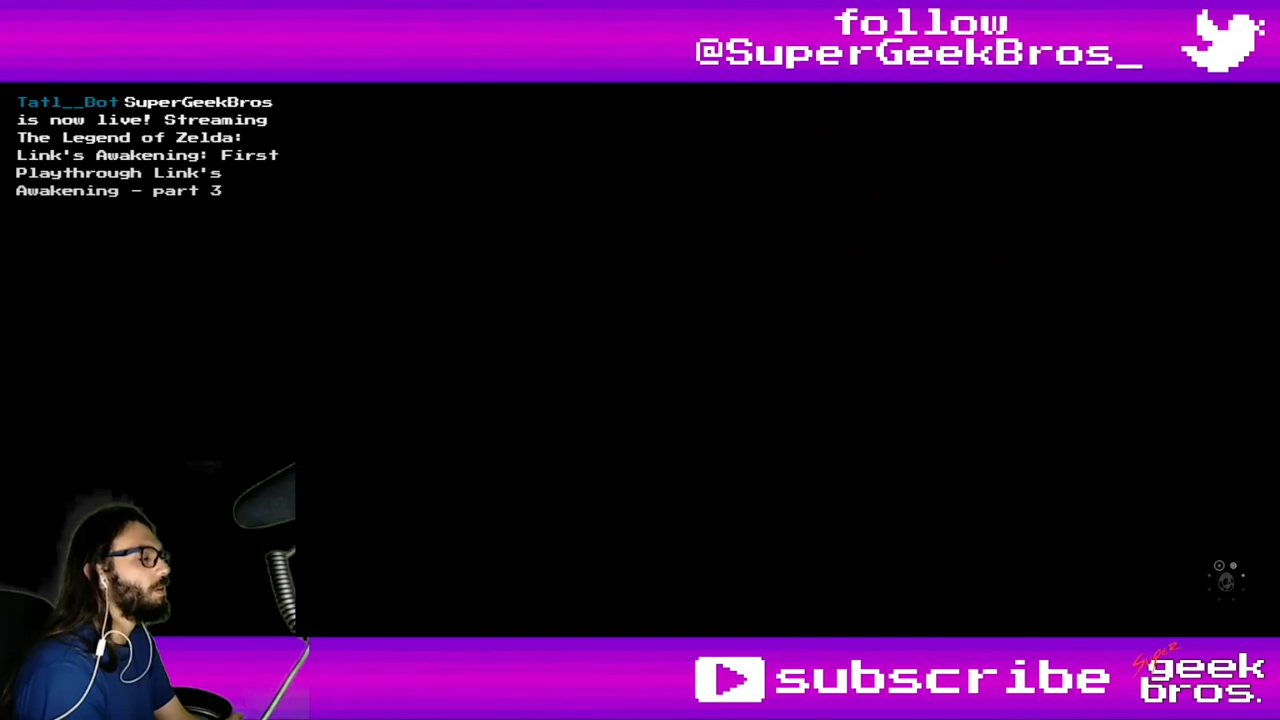 follow
@SuperGeekBros_
Tatl__Bot SuperGeekBros
is now live! Streaming
The Legend of Zelda:
Link's Awakening: First
Playthrough Link's
Awakening - part 3
subscribe
SUPER
geek
bros.